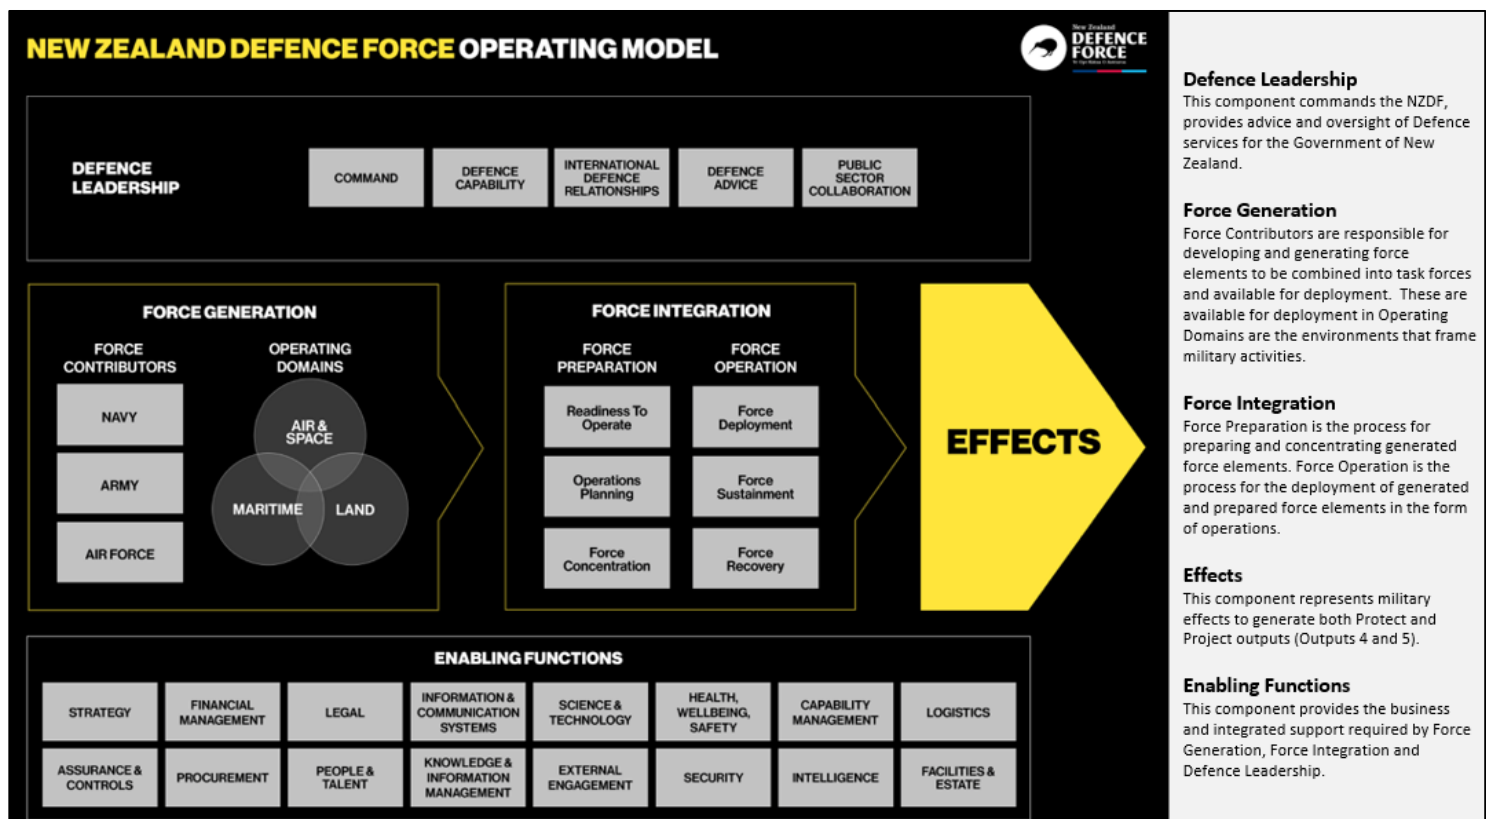 NEW ZEALAND DEFENCE FORCE OPERATING MODEL
New Zealand
DEFENCE
FORCE
DEFENCE
LEADERSHIP
COMMAND
DEFENCE
CAPABILITY
INTERNATIONAL
DEFENCE
RELATIONSHIPS
DEFENCE
ADVICE
PUBLIC
SECTOR
COLLABORATION
FORCE GENERATION
FORCE
CONTRIBUTORS
NAVY
ARMY
AIR FORCE
OPERATING
DOMAINS
AIR &
SPACE
MARITIME
LAND
FORCE INTEGRATION
FORCE
PREPARATION
Readiness To
Operate
Operations
Planning
Force
Concentration
FORCE
OPERATION
Force
Deployment
Force
Sustainment
Force
Recovery
EFFECTS
ENABLING FUNCTIONS
STRATEGY
FINANCIAL
MANAGEMENT
LEGAL
INFORMATION &
COMMUNICATION
SYSTEMS
SCIENCE &
TECHNOLOGY
HEALTH,
WELLBEING,
SAFETY
CAPABILITY
MANAGEMENT
LOGISTICS
ASSURANCE &
CONTROLS
PROCUREMENT
PEOPLE &
TALENT
KNOWLEDGE &
INFORMATION
MANAGEMENT
EXTERNAL
ENGAGEMENT
SECURITY
INTELLIGENCE
FACILITIES &
ESTATE
Defence Leadership
This component commands the NZDF,
provides advice and oversight of Defence
services for the Government of New
Zealand.
Force Generation
Force Contributors are responsible for
developing and generating force
elements to be combined into task forces
and available for deployment. These are
available for deployment in Operating
Domains are the environments that frame
military activities.
Force Integration
Force Preparation is the process for
preparing and concentrating generated
force elements. Force Operation is the
process for the deployment of generated
and prepared force elements in the form
of operations.
Effects
This component represents military
effects to generate both Protect and
Project outputs (Outputs 4 and 5).
Enabling Functions
This component provides the business
and integrated support required by Force
Generation, Force Integration and
Defence Leadership.